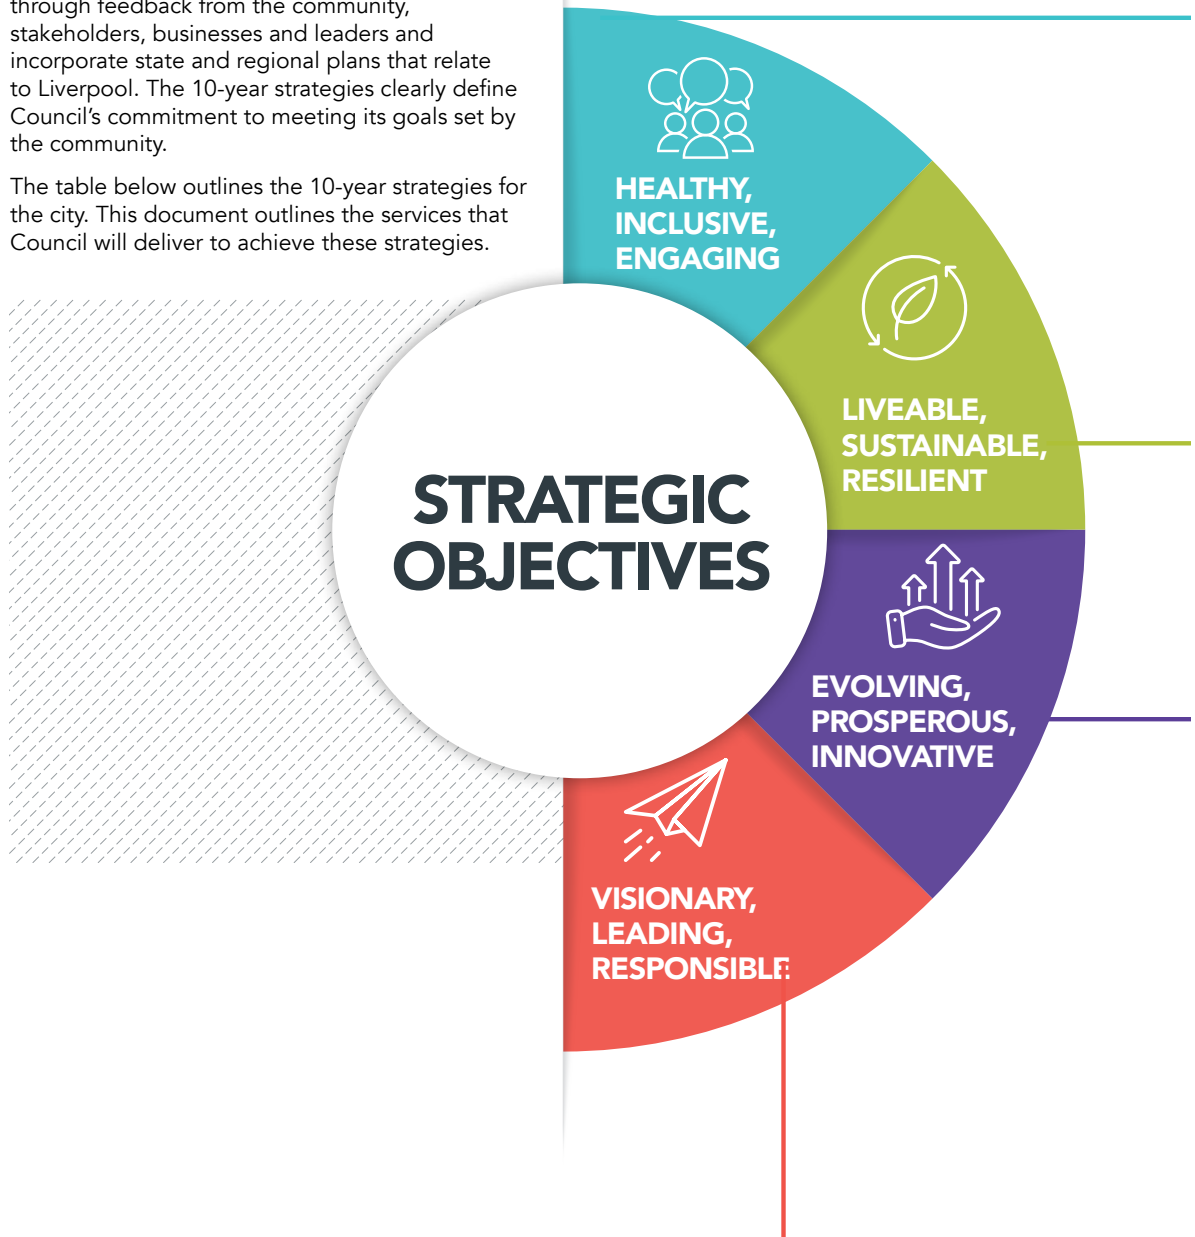 through feedback from the community,
stakeholders, businesses and leaders and
incorporate state and regional plans that relate
to Liverpool. The 10-year strategies clearly define
Council's commitment to meeting its goals set by
the community.
The table below outlines the 10-year strategies for
the city. This document outlines the services that
Council will deliver to achieve these strategies.
HEALTHY,
INCLUSIVE,
ENGAGING
LIVEABLE,
SUSTAINABLE,
RESILIENT
STRATEGIC
OBJECTIVES
EVOLVING,
PROSPEROUS,
INNOVATIVE
VISIONARY,
LEADING,
RESPONSIBLE